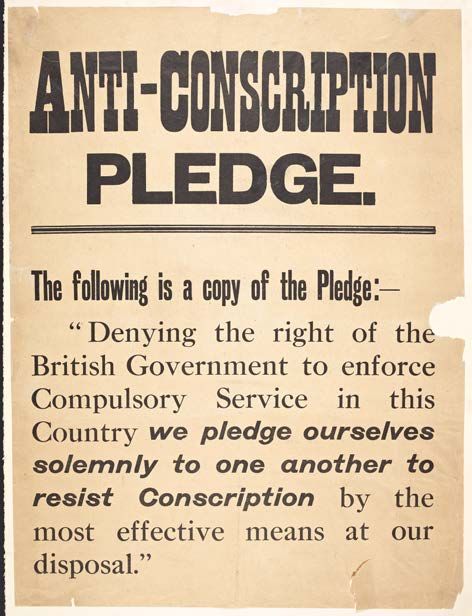 ANTI-CONSCRIPTION
PLEDGE.
The following is a copy of the Pledge:—
“Denying the right of the
British Government to enforce
Compulsory Service in this
Country we pledge ourselves
solemnly to one another to
resist Conscription by the
most effective means at our
disposal.”